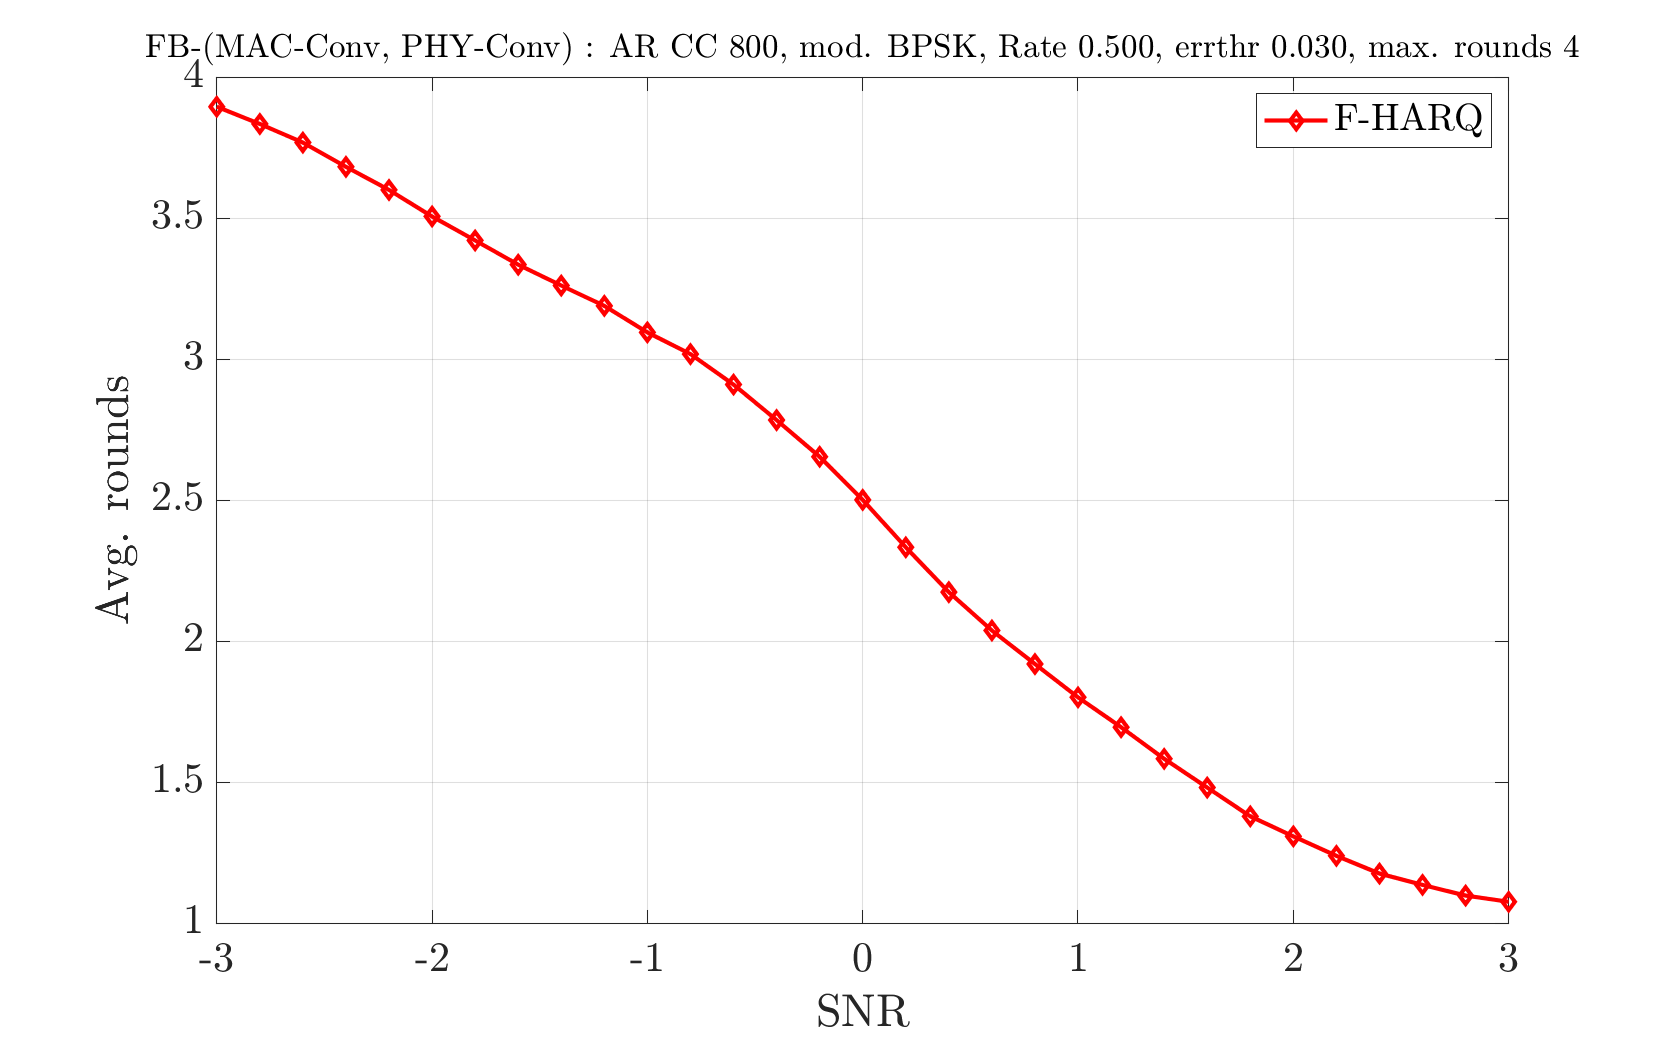 FB-(MAC-Conv, PHY-Conv) : AR CC 800, mod. BPSK, Rate 0.500, errthr 0.030, max. rounds 4
F-HARQ
4
3.5
3
2.5
2
1.5
1
Avg. rounds
-3 -2 -1 0 1 2 3
SNR